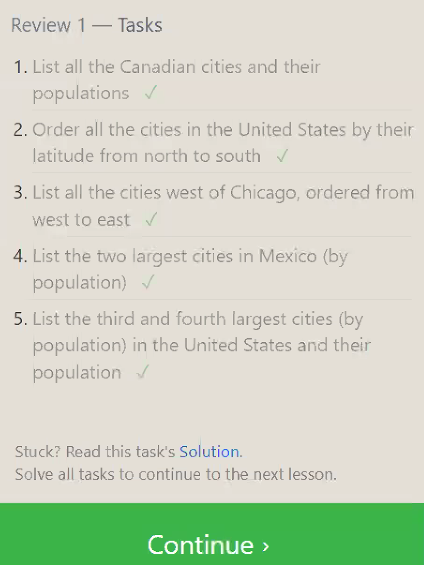 Review 1 — Tasks
1. List all the Canadian cities and their
populations ✓
2. Order all the cities in the United States by their
latitude from north to south ✓
3. List all the cities west of Chicago, ordered from
west to east ✓
4. List the two largest cities in Mexico (by
population) ✓
5. List the third and fourth largest cities (by
population) in the United States and their
population ✓
Stuck? Read this task's Solution.
Solve all tasks to continue to the next lesson.
Continue ›